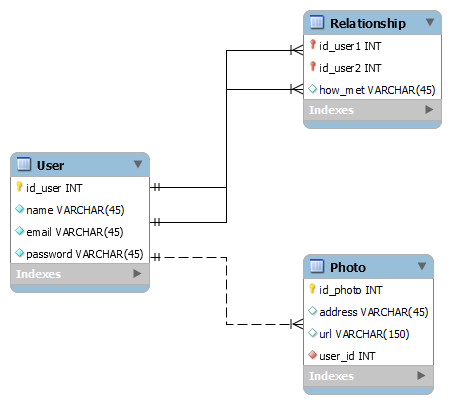 Relationship
id_user1 INT
id_user2 INT
how_met VARCHAR(45)
Indexes
User
id_user INT
name VARCHAR(45)
email VARCHAR(45)
password VARCHAR(45)
Indexes
Photo
id_photo INT
address VARCHAR(45)
url VARCHAR(150)
user_id INT
Indexes